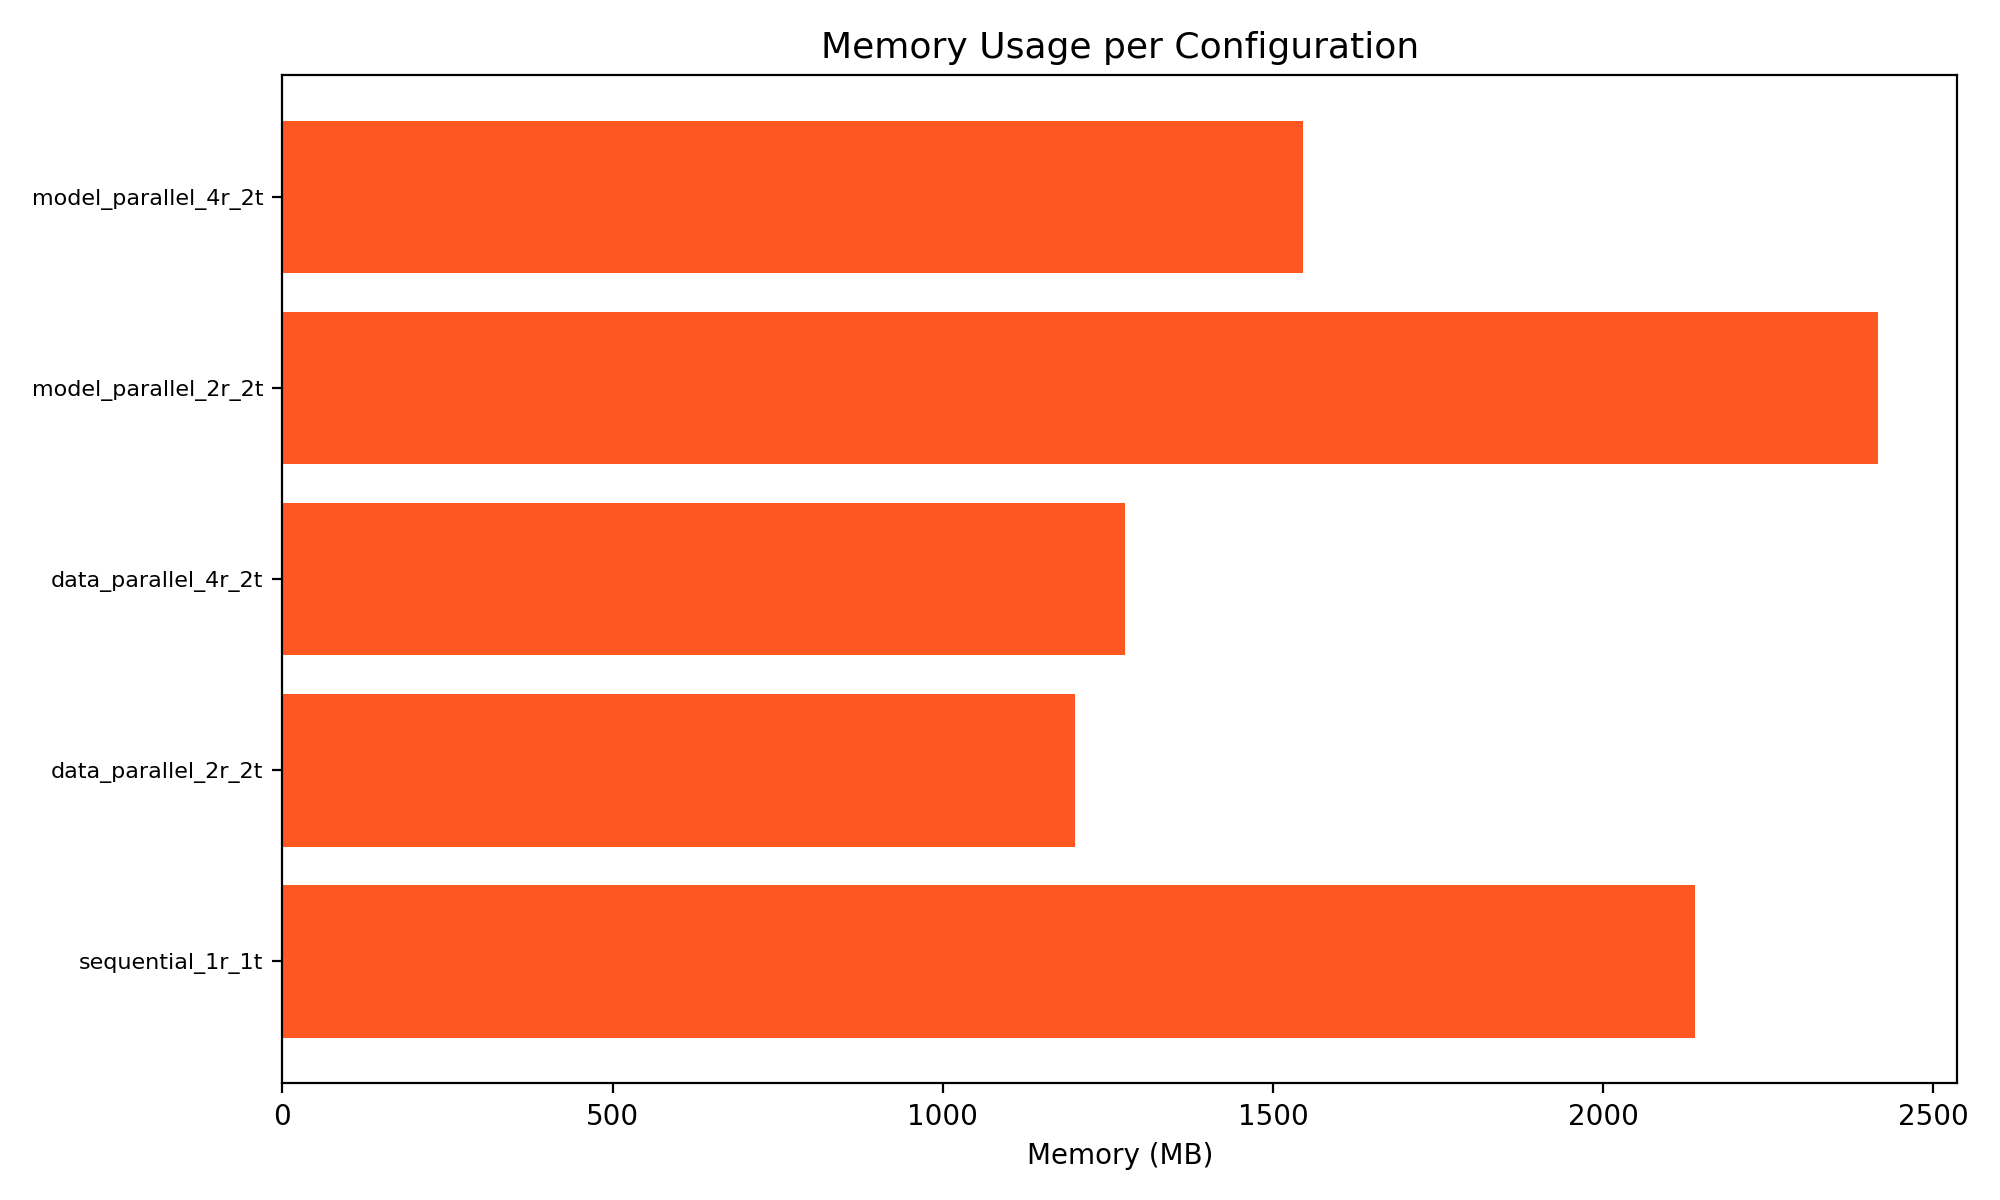 Memory Usage per Configuration
model_parallel_4r_2t
model_parallel_2r_2t
data_parallel_4r_2t
data_parallel_2r_2t
sequential_1r_1t
0 500 1000 1500 2000 2500
Memory (MB)